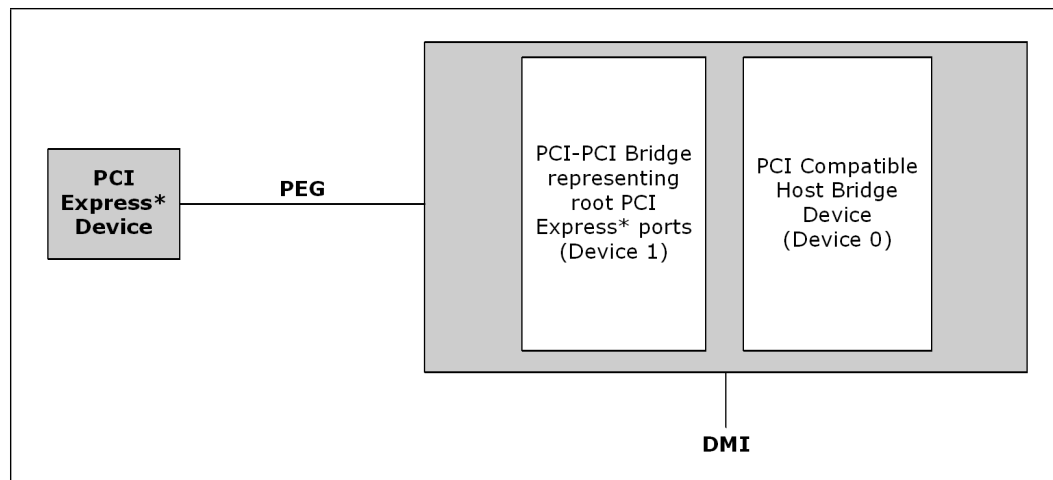 PCI
Express*
Device
PEG
PCI-PCI Bridge
representing
root PCI
Express* ports
(Device 1)
PCI Compatible
Host Bridge
Device
(Device 0)
DMI